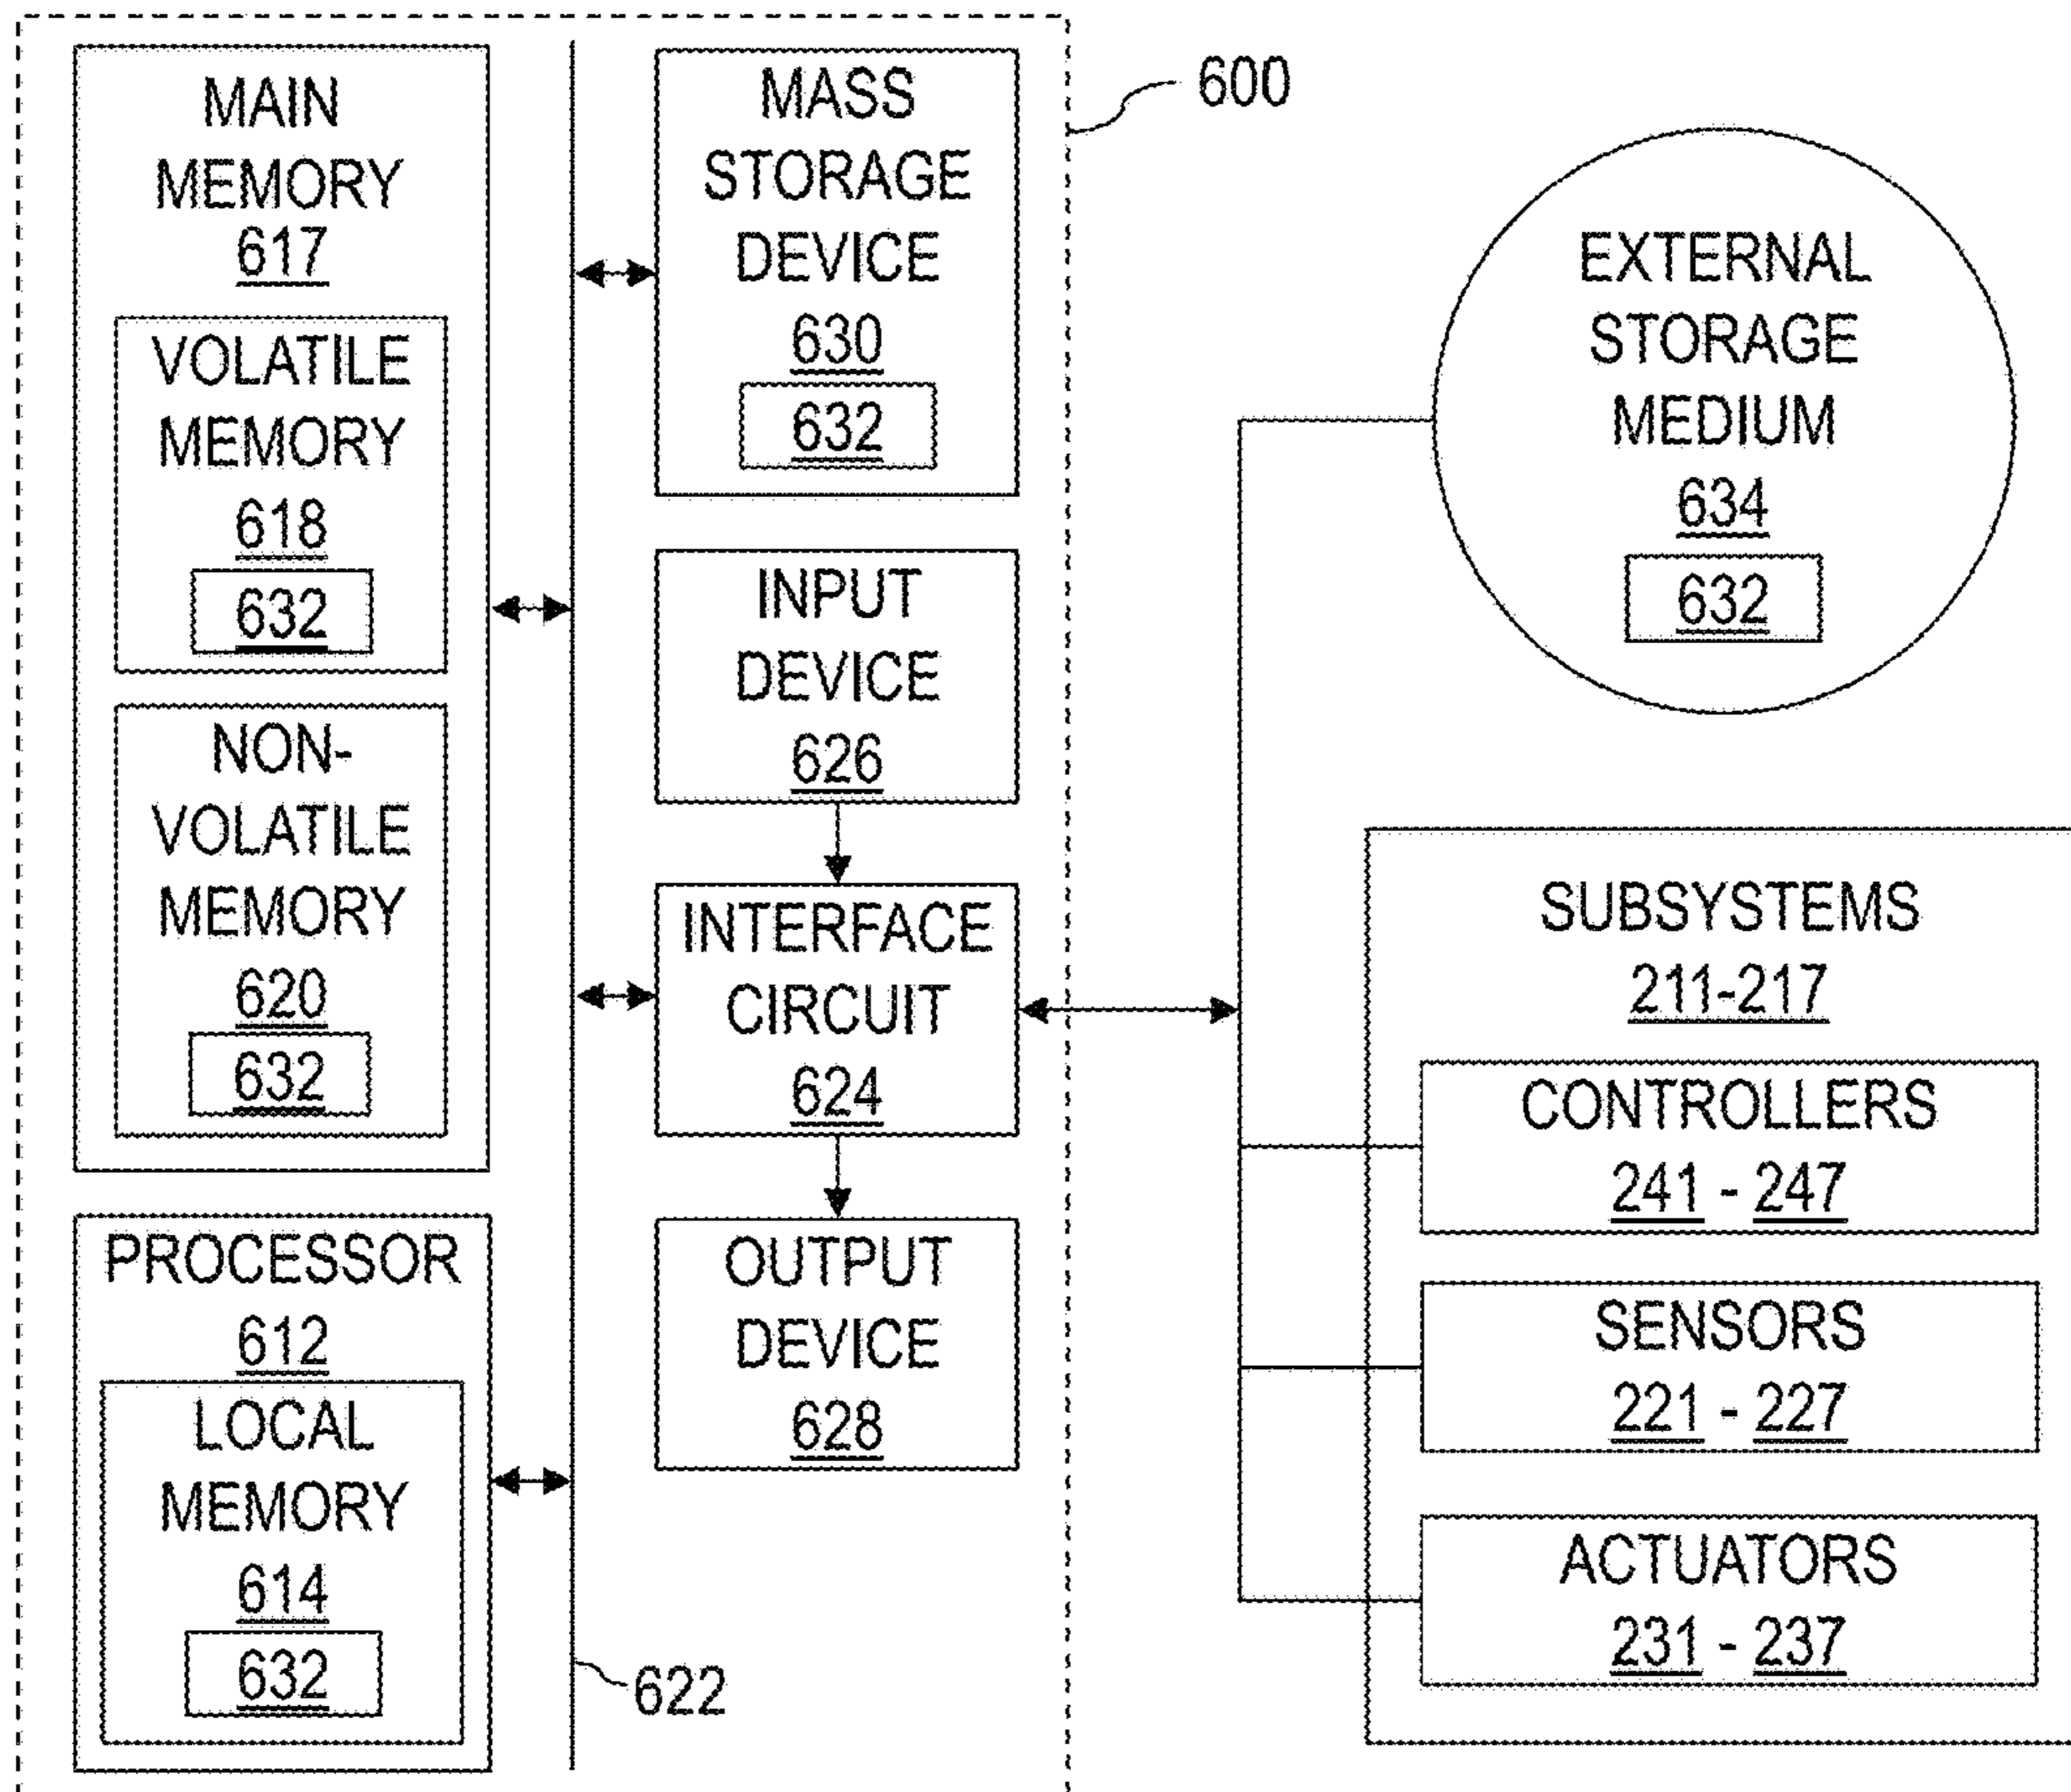 MAIN
MEMORY
617
VOLATILE
MEMORY
618
632
NON-
VOLATILE
MEMORY
620
632
PROCESSOR
612
LOCAL
MEMORY
614
632
622
MASS
STORAGE
DEVICE
630
632
INPUT
DEVICE
626
INTERFACE
CIRCUIT
624
OUTPUT
DEVICE
628
600
EXTERNAL
STORAGE
MEDIUM
634
632
SUBSYSTEMS
211-217
CONTROLLERS
241 - 247
SENSORS
221 - 227
ACTUATORS
231 - 237